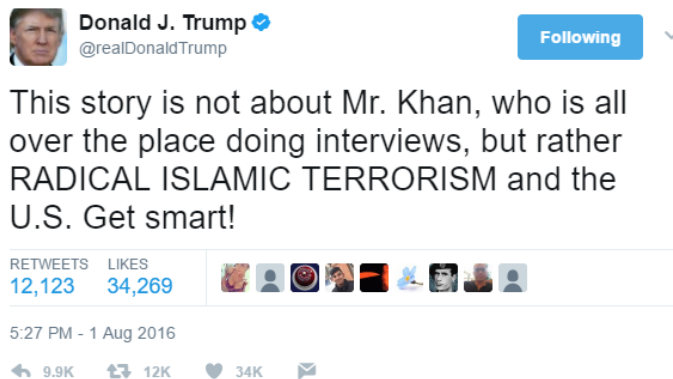 Donald J. Trump
@realDonaldTrump
Following
This story is not about Mr. Khan, who is all
over the place doing interviews, but rather
RADICAL ISLAMIC TERRORISM and the
U.S. Get smart!
RETWEETS LIKES
12,123 34,269
5:27 PM - 1 Aug 2016
9.9K 12K 34K